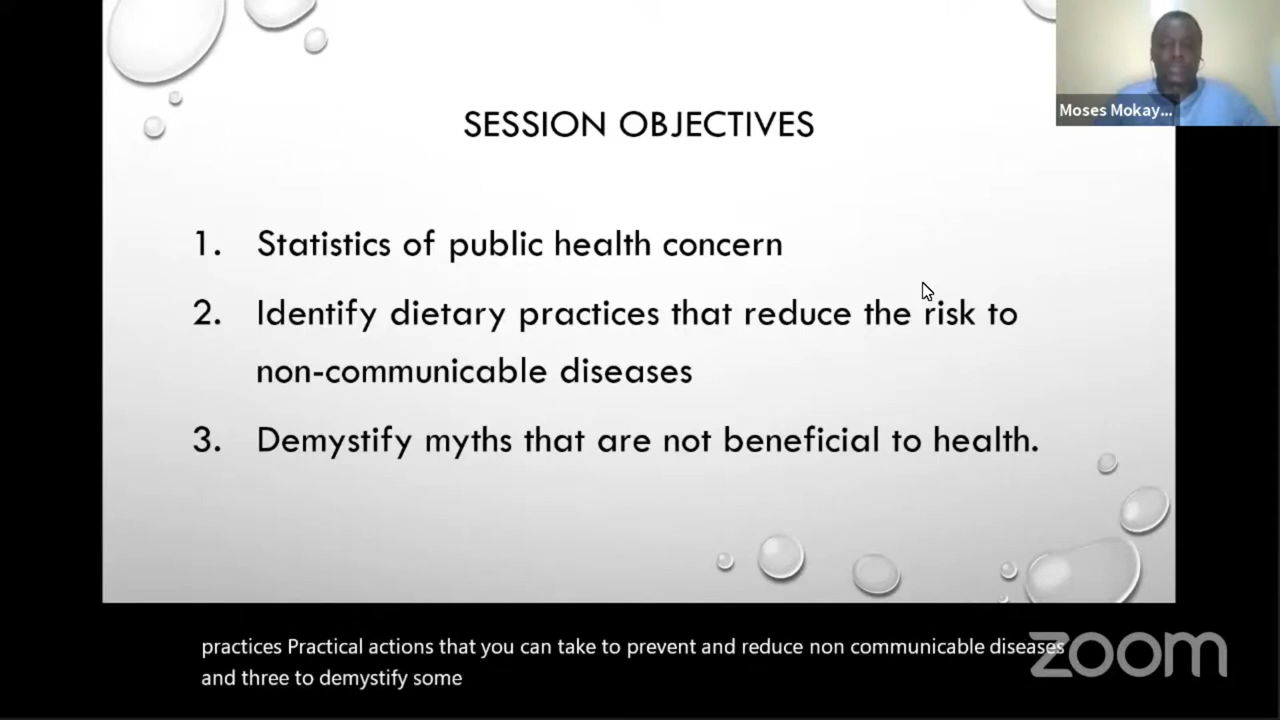 Moses Mokay...
SESSION OBJECTIVES
1. Statistics of public health concern
2. Identify dietary practices that reduce the risk to
non-communicable diseases
3. Demystify myths that are not beneficial to health.
practices Practical actions that you can take to prevent and reduce non communicable diseases
and three to demystify some
zoom